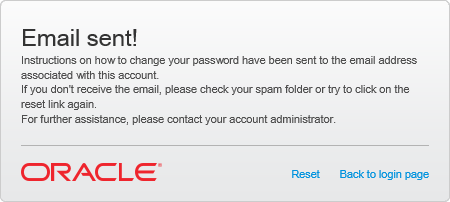 Email sent!
Instructions on how to change your password have been sent to the email address
associated with this account.
If you don't receive the email, please check your spam folder or try to click on the
reset link again.
For further assistance, please contact your account administrator.
ORACLE® Reset Back to login page